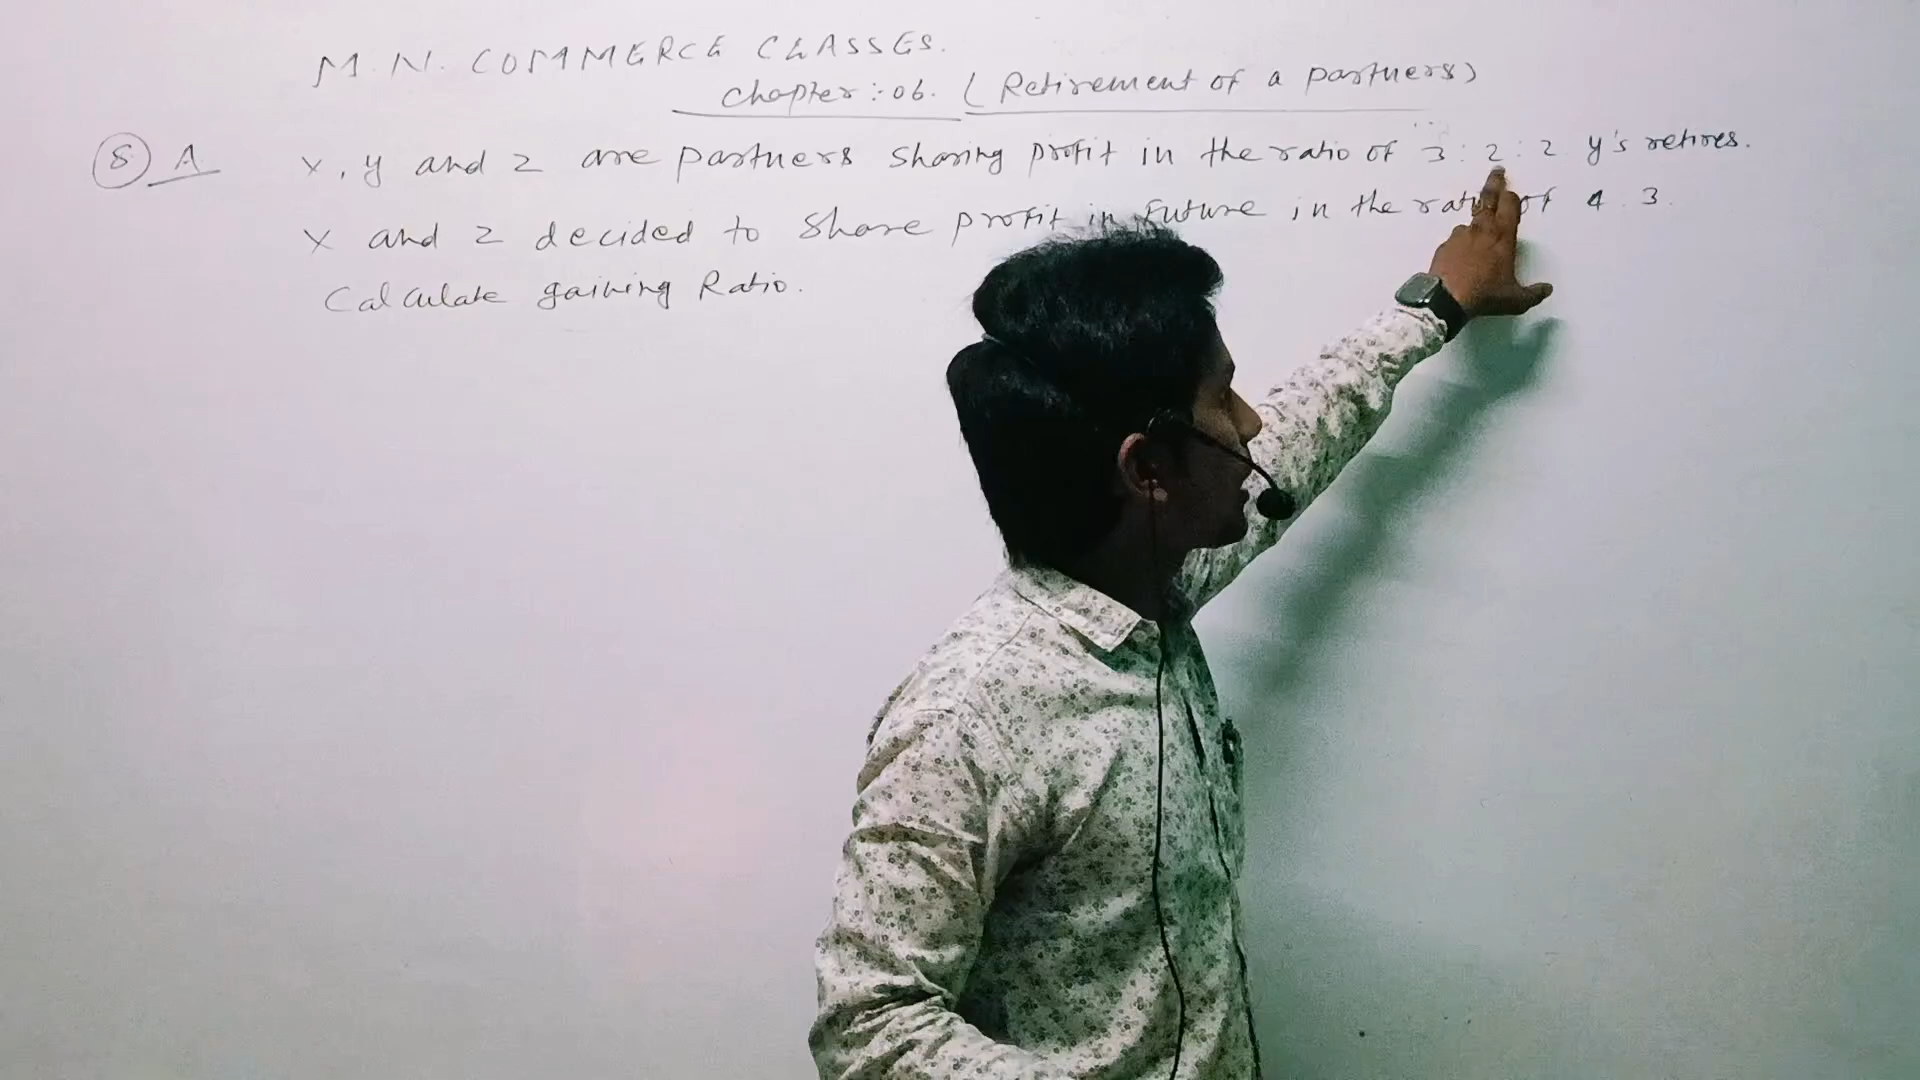 M. N. COMMERCE CLASSES.
Chapter :- 06. ( Retirement of a partners)
8 A X, y and z are partners sharing profit in the ratio of 3 : 2 : 2 y's retires.
X and z decided to share profit in future in the ratio of 4 : 3.
Calculate gaining Ratio.